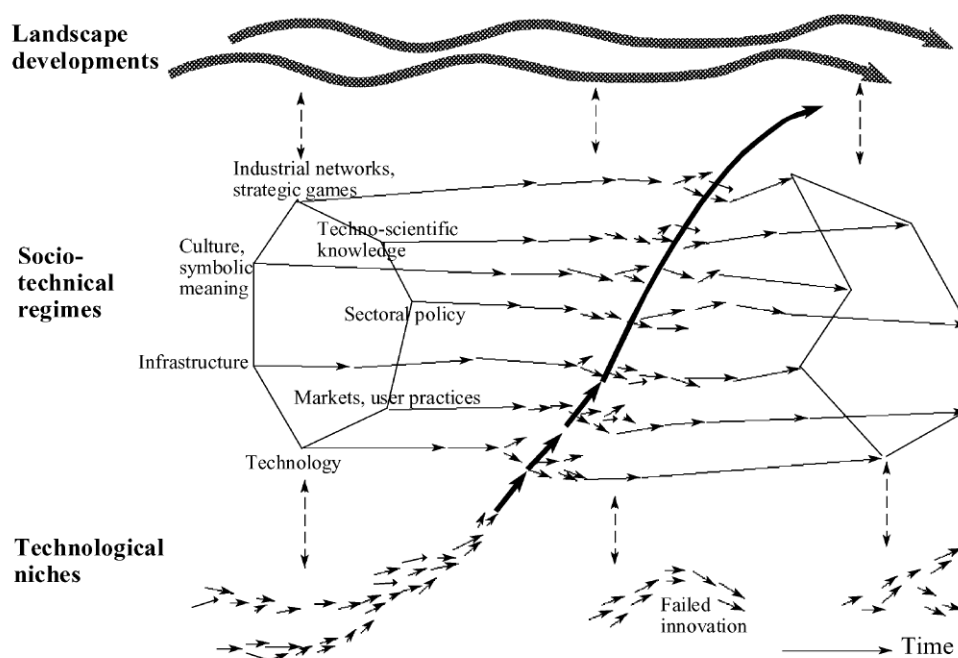 Landscape
developments
Industrial networks,
strategic games
Techno-scientific
knowledge
Culture,
symbolic
meaning
Socio-
technical
regimes
Sectoral policy
Infrastructure
Markets, user practices
Technology
Technological
niches
Failed
innovation
Time